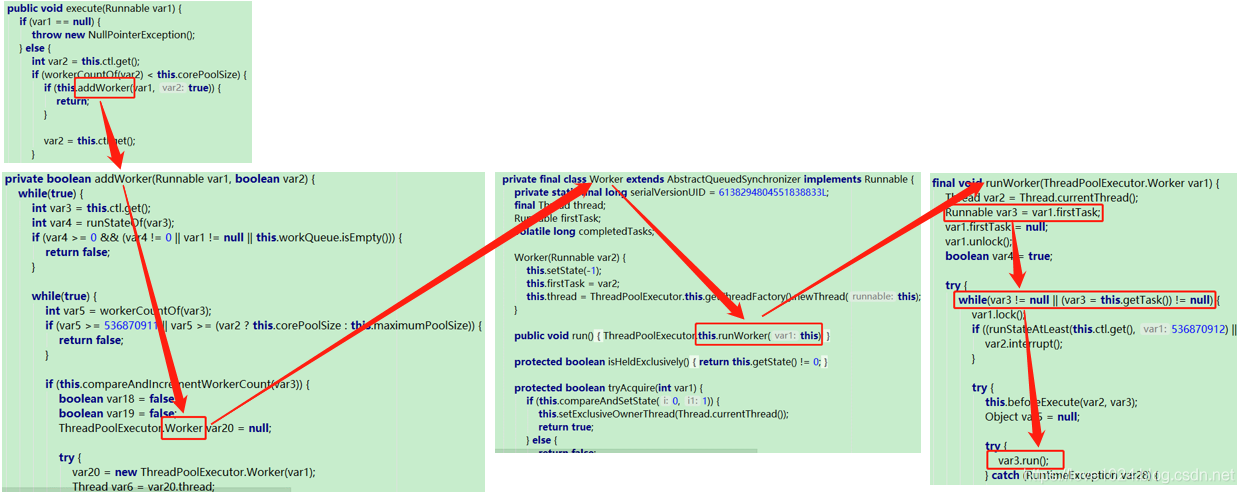 public void execute(Runnable var1) {
if (var1 == null) {
throw new NullPointerException();
} else {
int var2 = this.ctl.get();
if (workerCountOf(var2) < this.corePoolSize) {
if (this.addWorker(var1, var2: true)) {
return;
}
var2 = this.ctl.get();
}
private boolean addWorker(Runnable var1, boolean var2) {
while(true) {
int var3 = this.ctl.get();
int var4 = runStateOf(var3);
if (var4 >= 0 && (var4 != 0 || var1 != null || this.workQueue.isEmpty())) {
return false;
}
while(true) {
int var5 = workerCountOf(var3);
if (var5 >= 536870911 || var5 >= (var2 ? this.corePoolSize : this.maximumPoolSize)) {
return false;
}
if (this.compareAndIncrementWorkerCount(var3)) {
boolean var18 = false;
boolean var19 = false;
ThreadPoolExecutor.Worker var20 = null;
try {
var20 = new ThreadPoolExecutor.Worker(var1);
Thread var6 = var20.thread;
private final class Worker extends AbstractQueuedSynchronizer implements Runnable {
private static final long serialVersionUID = 6138294804551838833L;
final Thread thread;
Runnable firstTask;
volatile long completedTasks;
Worker(Runnable var2) {
this.setState(-1);
this.firstTask = var2;
this.thread = ThreadPoolExecutor.this.getThreadFactory().newThread( runnable: this);
}
public void run() { ThreadPoolExecutor.this.runWorker( var1: this); }
protected boolean isHeldExclusively() { return this.getState() != 0; }
protected boolean tryAcquire(int var1) {
if (this.compareAndSetState( i: 0, i1: 1)) {
this.setExclusiveOwnerThread(Thread.currentThread());
return true;
} else {
return false;
final void runWorker(ThreadPoolExecutor.Worker var1) {
Thread var2 = Thread.currentThread();
Runnable var3 = var1.firstTask;
var1.firstTask = null;
var1.unlock();
boolean var4 = true;
try {
while(var3 != null || (var3 = this.getTask()) != null) {
var1.lock();
if ((runStateAtLeast(this.ctl.get(), var1: 536870912) ||
var2.interrupt();
}
try {
this.beforeExecute(var2, var3);
Object var5 = null;
try {
var3.run();
} catch (RuntimeException var28) {